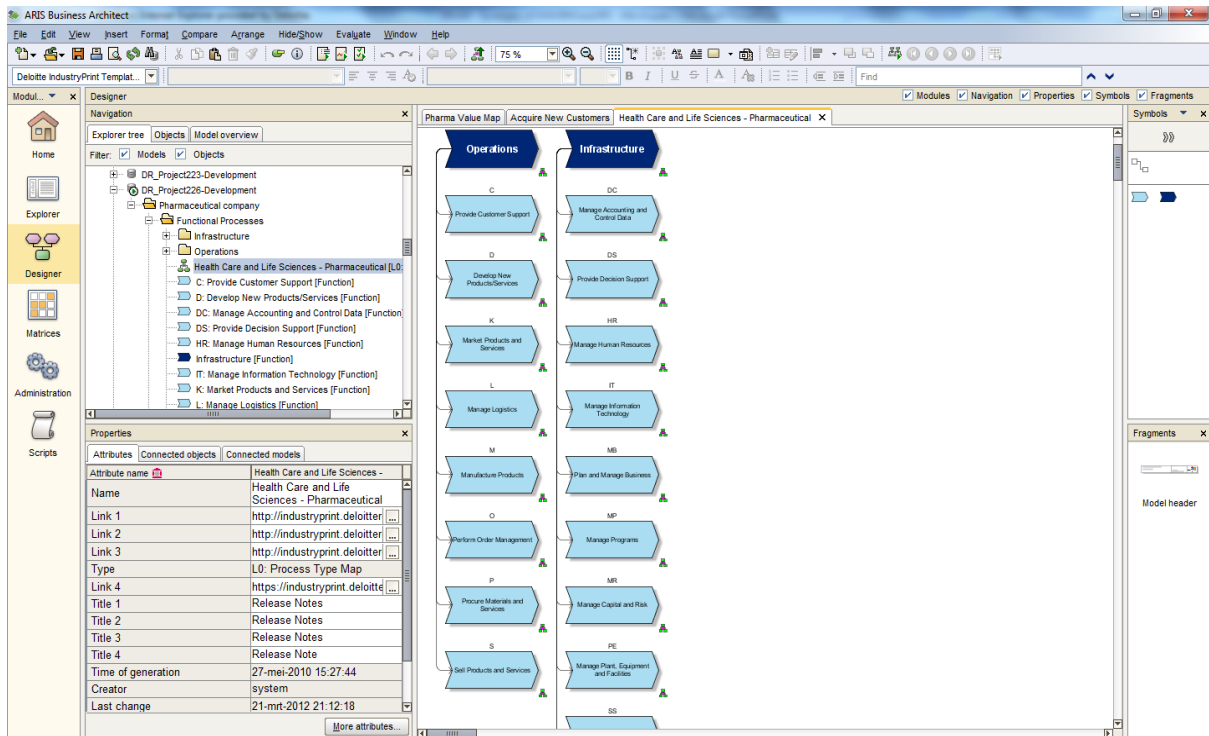 ARIS Business Architect
File Edit View Insert Format Compare Arrange Hide/Show Evaluate Window Help
75 %
Deloitte IndustryPrint Templat... B I U S A Find
Modul... Designer Modules Navigation Properties Symbols Fragments
Home
Explorer
Designer
Matrices
Administration
Scripts
Navigation
Explorer tree Objects Model overview
Filter: Models Objects
DR_Project223-Development
DR_Project226-Development
Pharmaceutical company
Functional Processes
Infrastructure
Operations
Health Care and Life Sciences - Pharmaceutical [L0:
C: Provide Customer Support [Function]
D: Develop New Products/Services [Function]
DC: Manage Accounting and Control Data [Function
DS: Provide Decision Support [Function]
HR: Manage Human Resources [Function]
Infrastructure [Function]
IT: Manage Information Technology [Function]
K: Market Products and Services [Function]
L: Manage Logistics [Function]
Properties
Attributes Connected objects Connected models
Attribute name Health Care and Life Sciences -
Name Health Care and Life
Sciences - Pharmaceutical
Link 1 http://industryprint.deloitter ...
Link 2 http://industryprint.deloitter ...
Link 3 http://industryprint.deloitter ...
Type L0: Process Type Map
Link 4 https://industryprint.deloitte ...
Title 1 Release Notes
Title 2 Release Notes
Title 3 Release Notes
Title 4 Release Note
Time of generation 27-mei-2010 15:27:44
Creator system
Last change 21-mrt-2012 21:12:18
More attributes...
Pharma Value Map Acquire New Customers Health Care and Life Sciences - Pharmaceutical X
Operations
C
Provide Customer Support
D
Develop New
Products/Services
K
Market Products and
Services
L
Manage Logistics
M
Manufacture Products
O
Perform Order Management
P
Procure Materials and
Services
S
Sell Products and Services
Infrastructure
DC
Manage Accounting and
Control Data
DS
Provide Decision Support
HR
Manage Human Resources
IT
Manage Information
Technology
MB
Plan and Manage Business
MP
Manage Programs
MR
Manage Capital and Risk
PE
Manage Plant, Equipment
and Facilities
SS
Symbols
Fragments
Model header